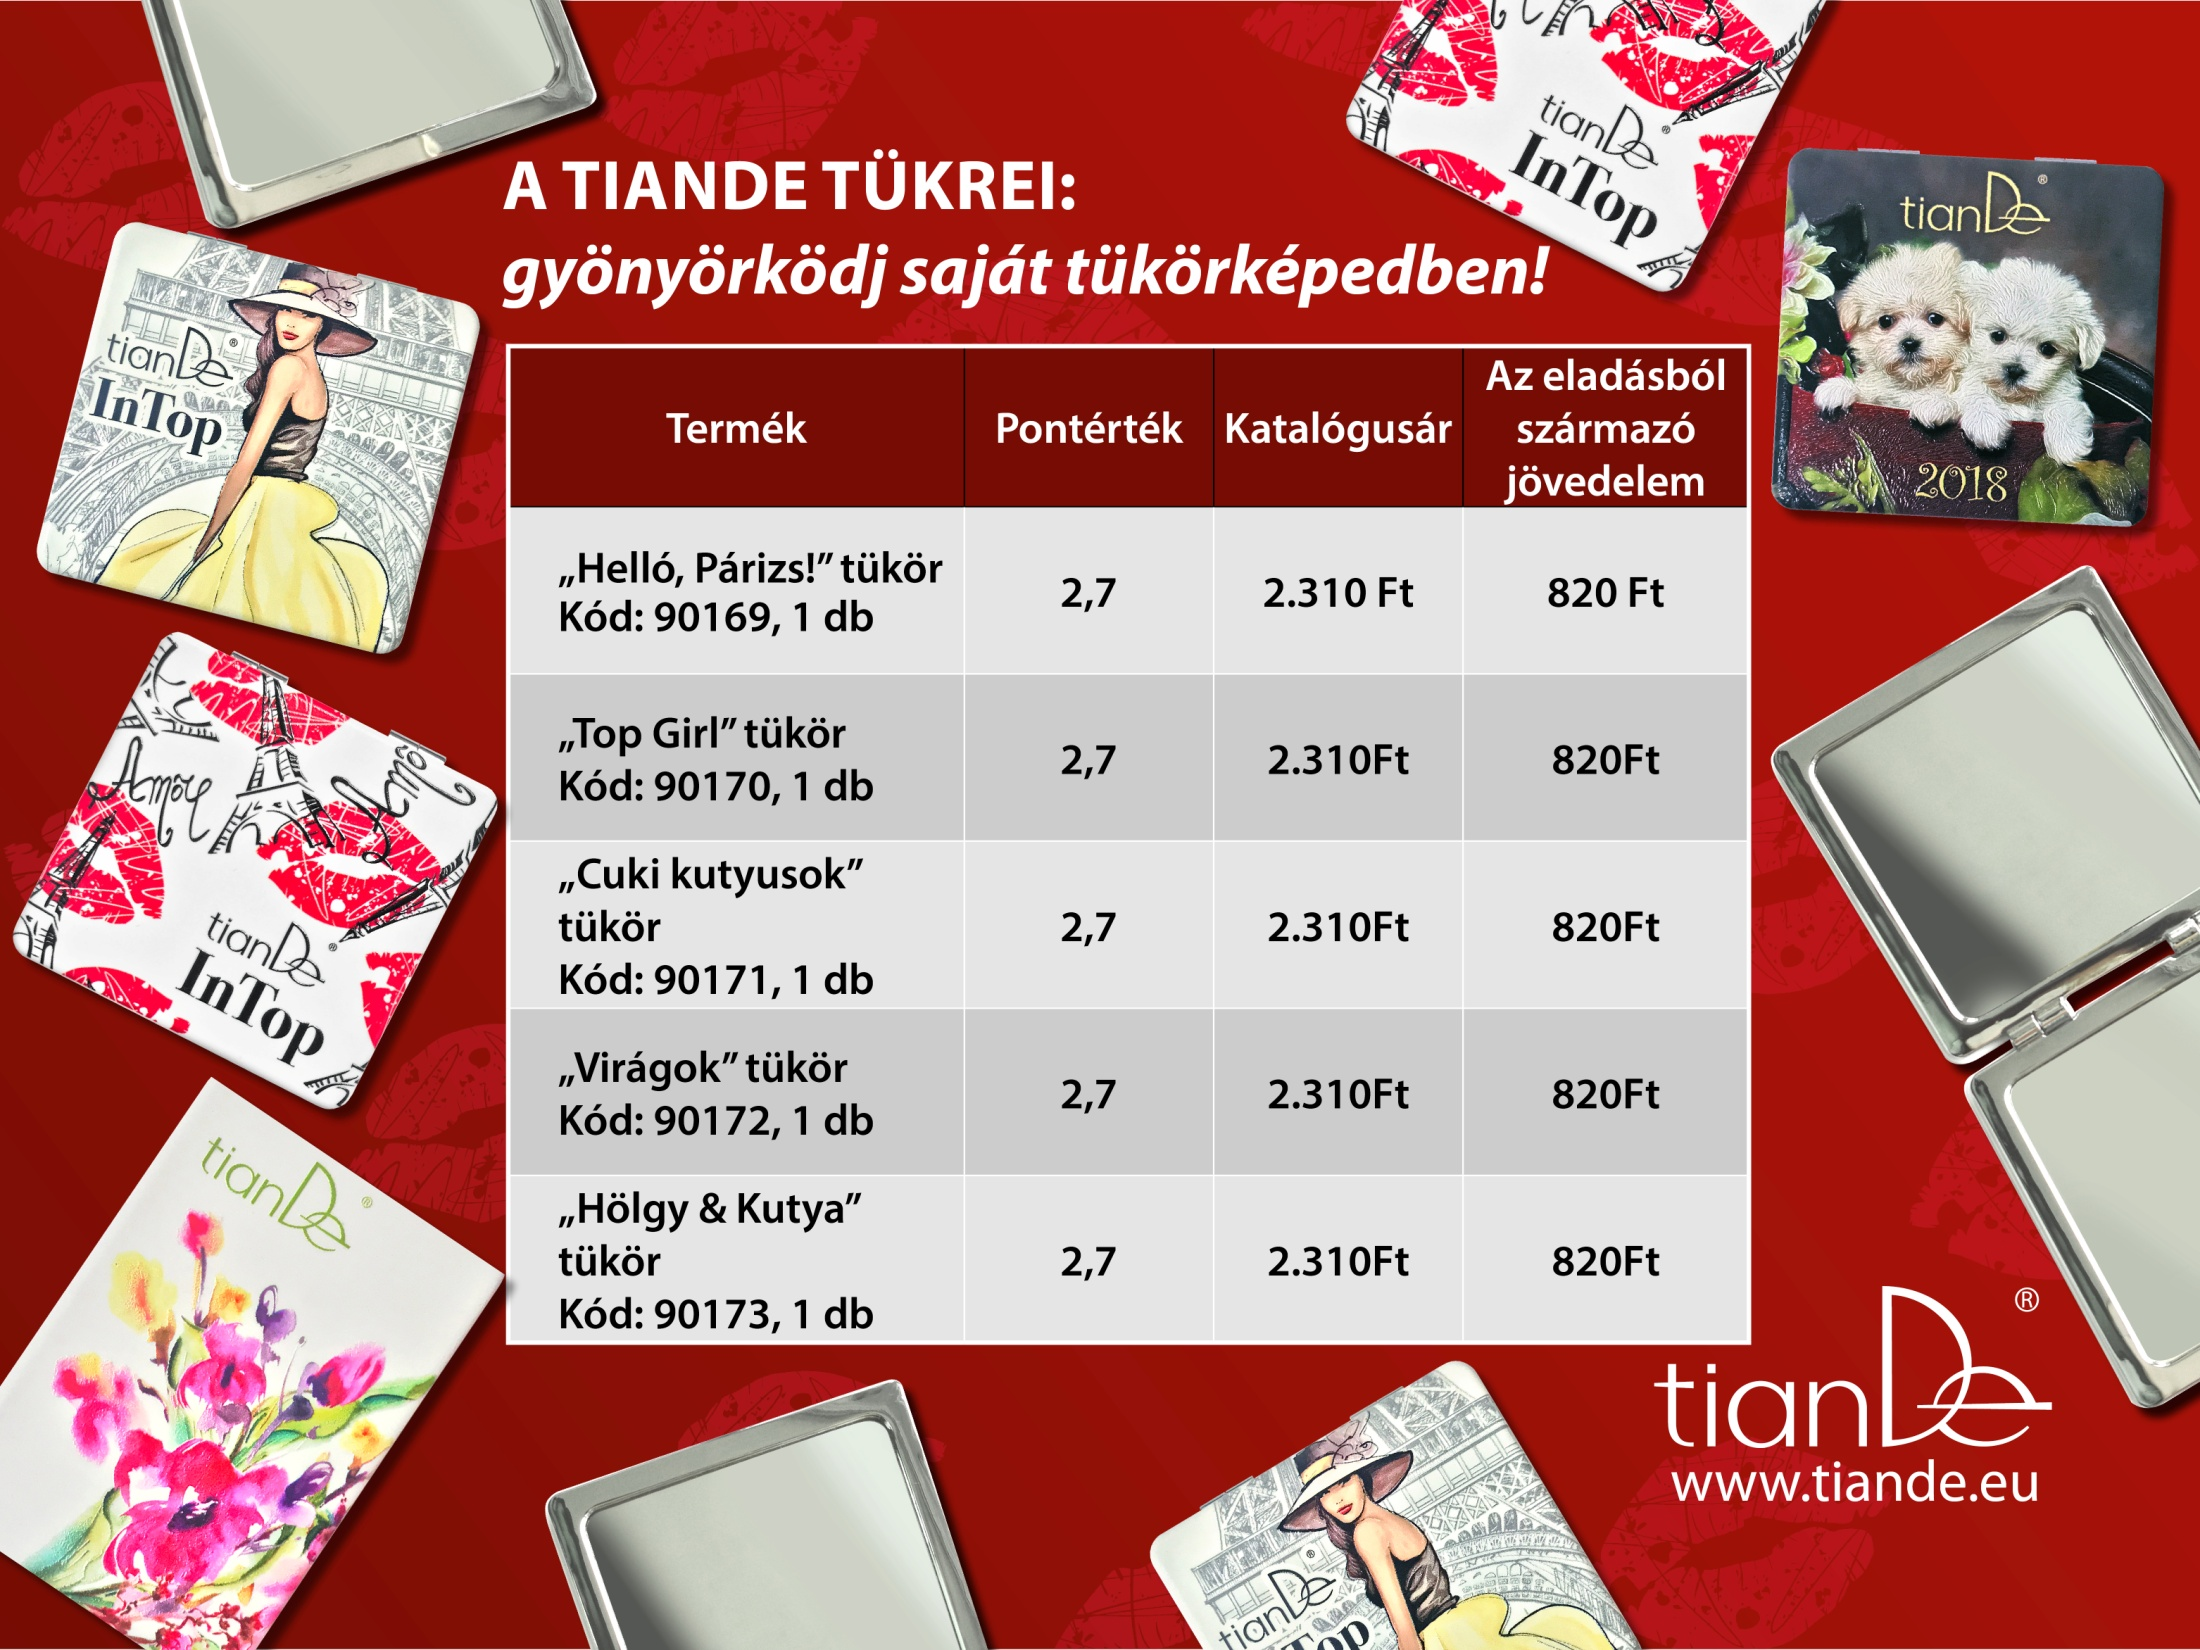 tianDe®
InTop
A TIANDE TÜKREI:
gyönyörködj saját tükörképedben!
tianDe®
2018
tianDe®
InTop
Termék
Pontérték
Katalógusár
Az eladásból
származó
jövedelem
„Helló, Párizs!” tükör
Kód: 90169, 1 db
2,7
2.310 Ft
820 Ft
„Top Girl” tükör
Kód: 90170, 1 db
2,7
2.310Ft
820Ft
„Cuki kutyusok”
tükör
Kód: 90171, 1 db
2,7
2.310Ft
820Ft
„Virágok” tükör
Kód: 90172, 1 db
2,7
2.310Ft
820Ft
„Hölgy & Kutya”
tükör
Kód: 90173, 1 db
2,7
2.310Ft
820Ft
Amore
tianDe®
InTop
tianDe®
tianDe®
www.tiande.eu
tianDe®
Top